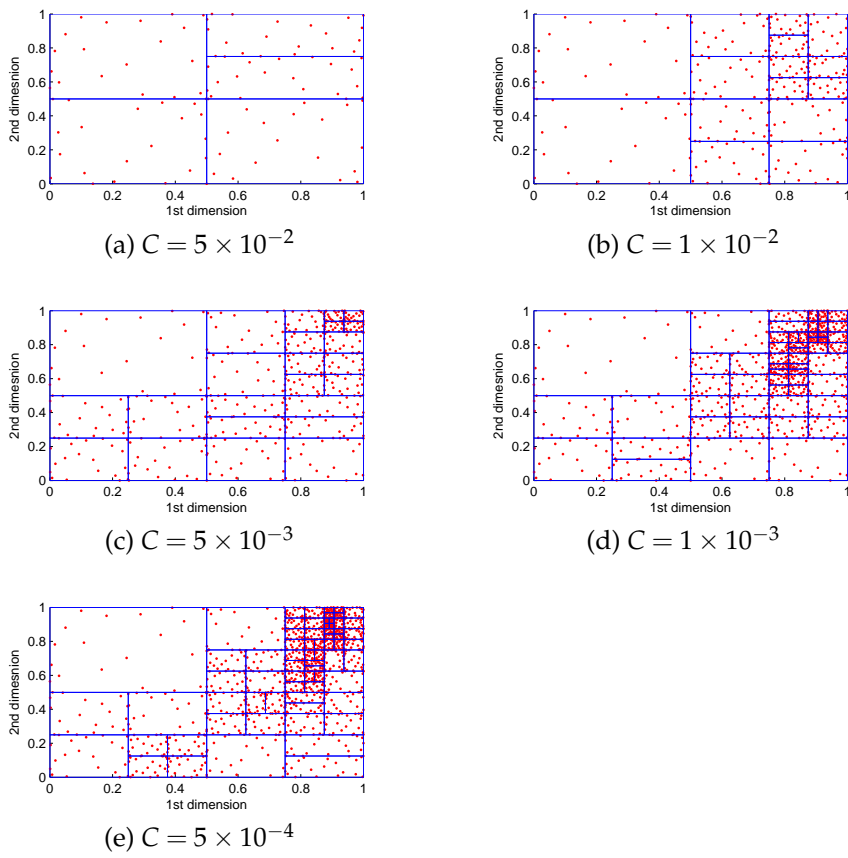 1
0.8
0.6
0.4
0.2
0
2nd dimesnion
0 0.2 0.4 0.6 0.8 1
1st dimension
(a) C = 5 × 10⁻²
1
0.8
0.6
0.4
0.2
0
2nd dimesnion
0 0.2 0.4 0.6 0.8 1
1st dimension
(b) C = 1 × 10⁻²
1
0.8
0.6
0.4
0.2
0
2nd dimesnion
0 0.2 0.4 0.6 0.8 1
1st dimension
(c) C = 5 × 10⁻³
1
0.8
0.6
0.4
0.2
0
2nd dimesnion
0 0.2 0.4 0.6 0.8 1
1st dimension
(d) C = 1 × 10⁻³
1
0.8
0.6
0.4
0.2
0
2nd dimesnion
0 0.2 0.4 0.6 0.8 1
1st dimension
(e) C = 5 × 10⁻⁴